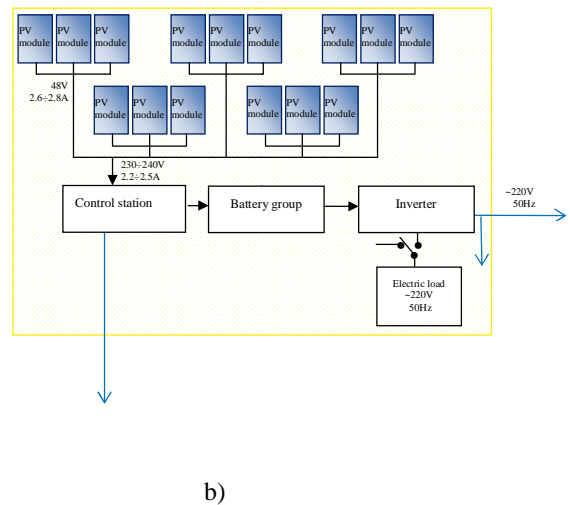 PV
module
PV
module
PV
module
PV
module
PV
module
PV
module
PV
module
PV
module
PV
module
48V
2.6÷2.8A
PV
module
PV
module
PV
module
PV
module
PV
module
PV
module
230÷240V
2.2÷2.5A
Control station
Battery group
Inverter
~220V
50Hz
Electric load
~220V
50Hz
b)